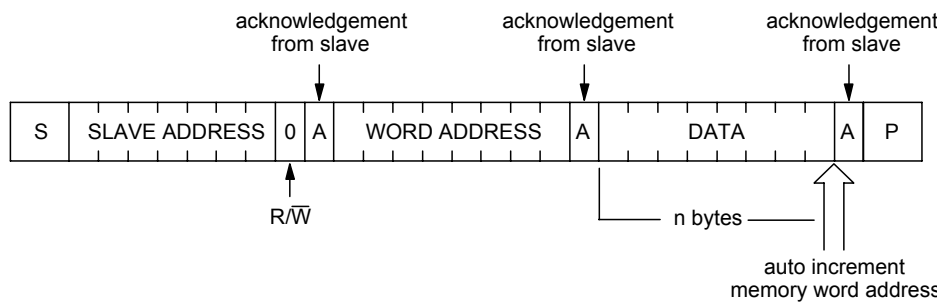 acknowledgement
from slave
acknowledgement
from slave
acknowledgement
from slave
S SLAVE ADDRESS 0 A WORD ADDRESS A DATA A P
R/W̅
n bytes
auto increment
memory word address